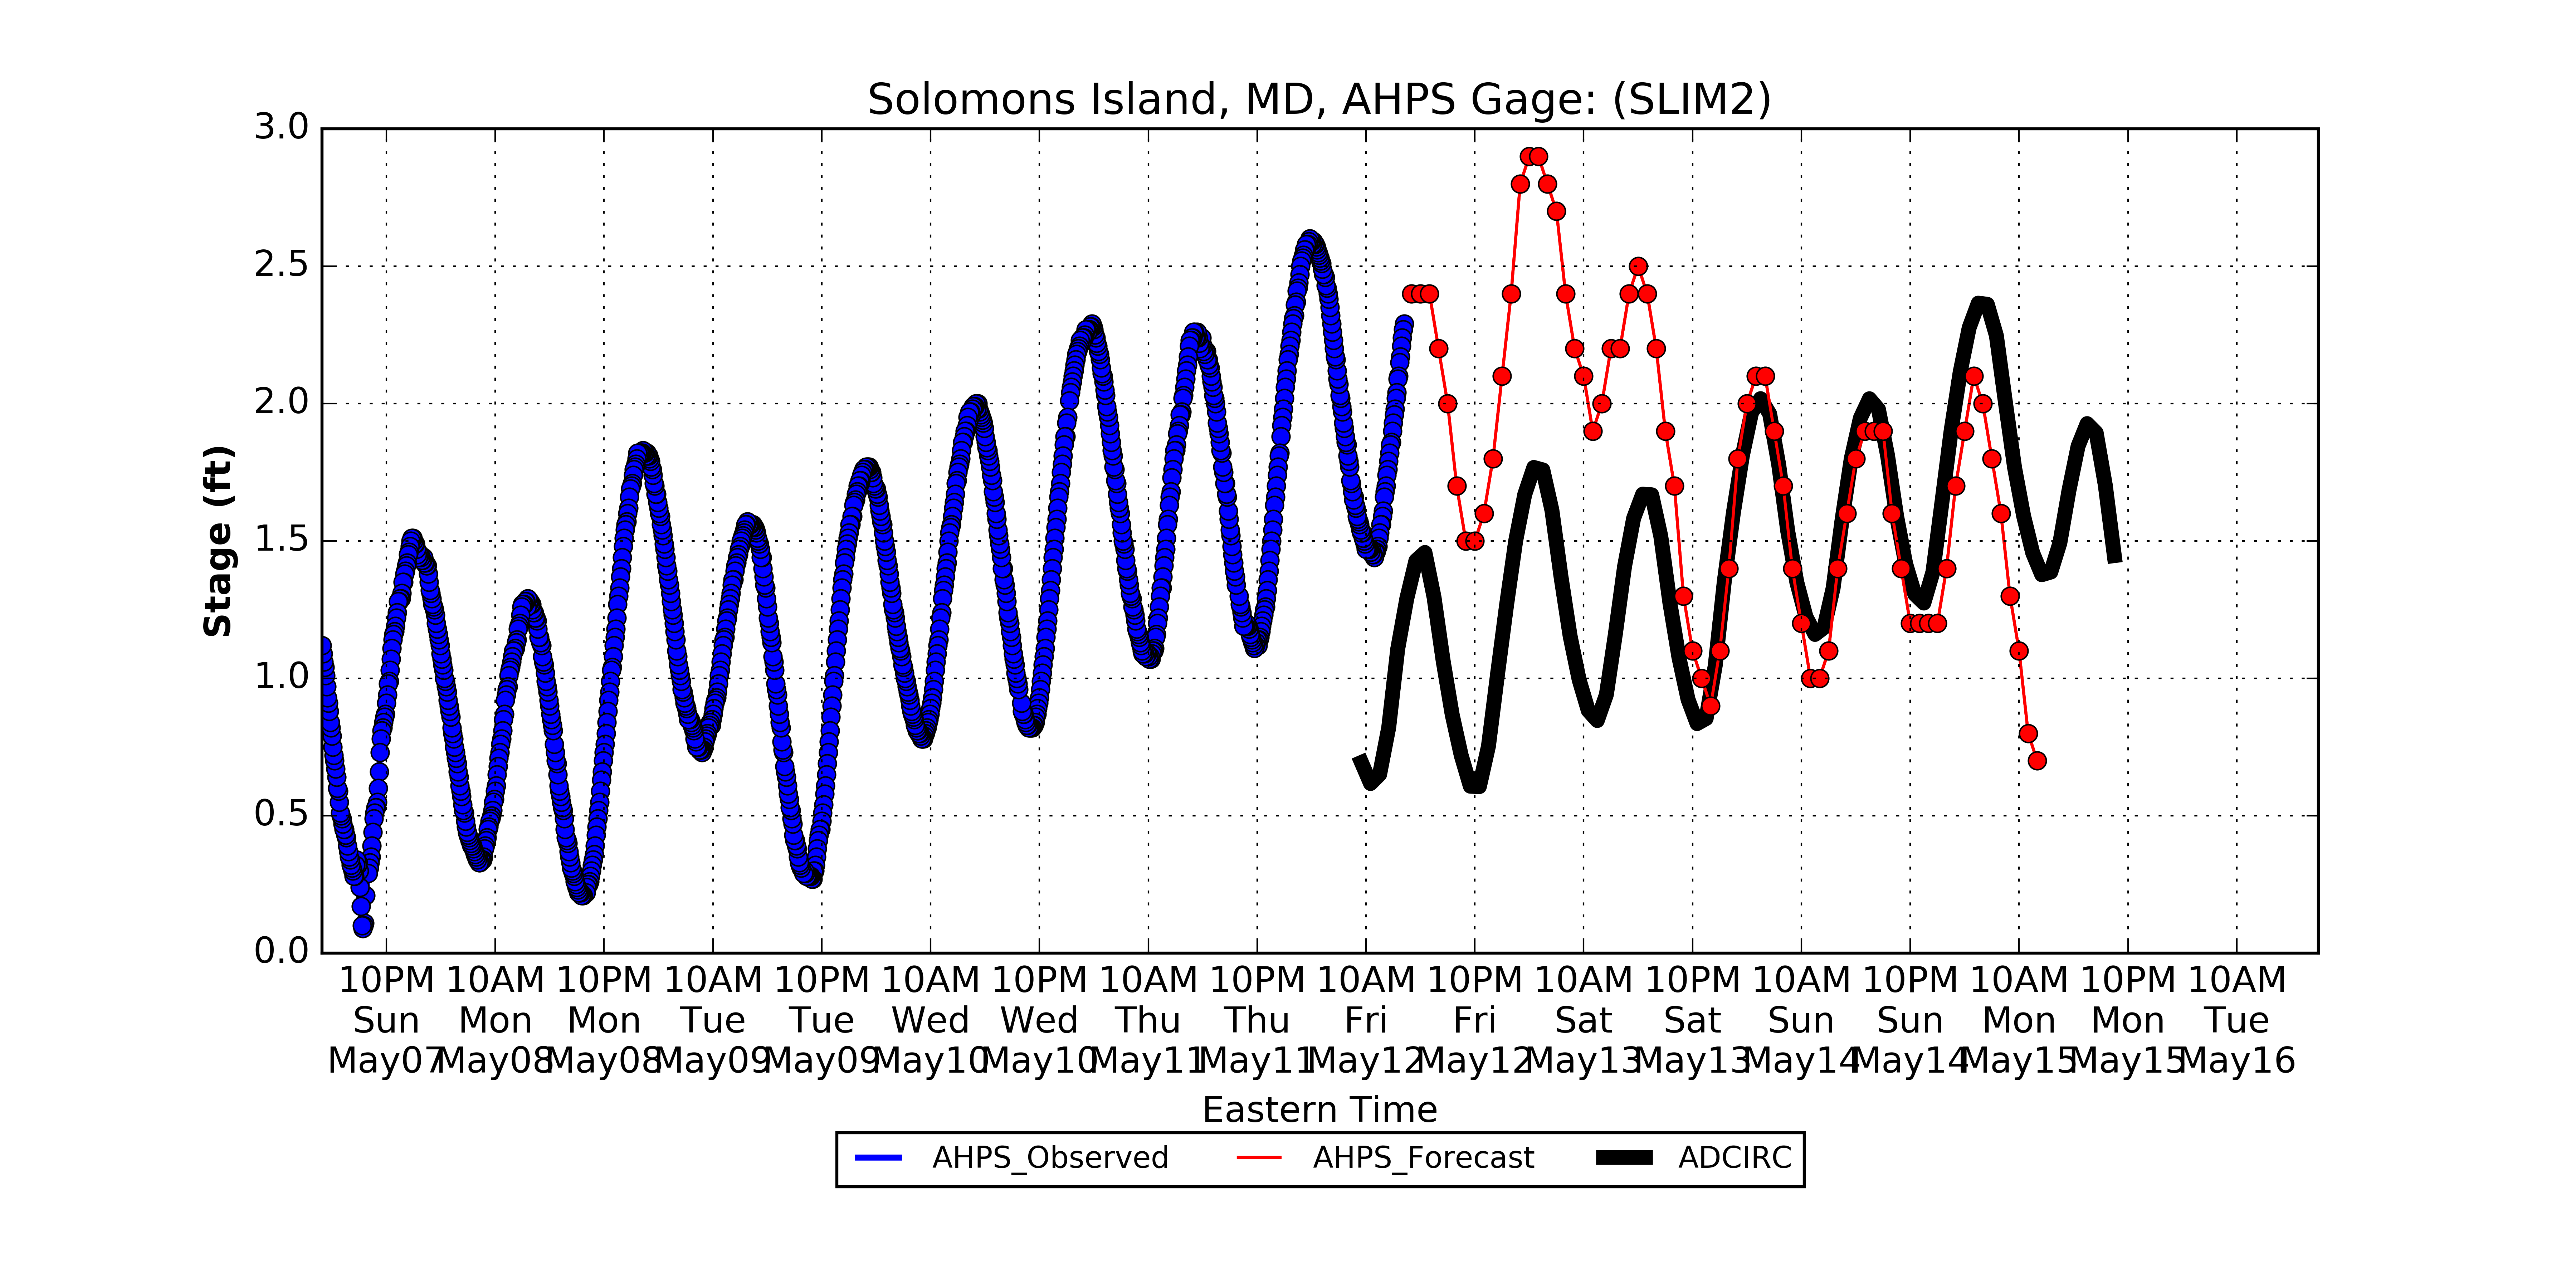 Solomons Island, MD, AHPS Gage: (SLIM2)
3.0
2.5
2.0
1.5
1.0
0.5
0.0
Stage (ft)
10PM 10AM 10PM 10AM 10PM 10AM 10PM 10AM 10PM 10AM 10PM 10AM 10PM 10AM 10PM 10AM 10PM 10AM
Sun Mon Mon Tue Tue Wed Wed Thu Thu Fri Fri Sat Sat Sun Sun Mon Mon Tue
May07 May08 May08 May09 May09 May10 May10 May11 May11 May12 May12 May13 May13 May14 May14 May15 May15 May16
Eastern Time
AHPS_Observed AHPS_Forecast ADCIRC